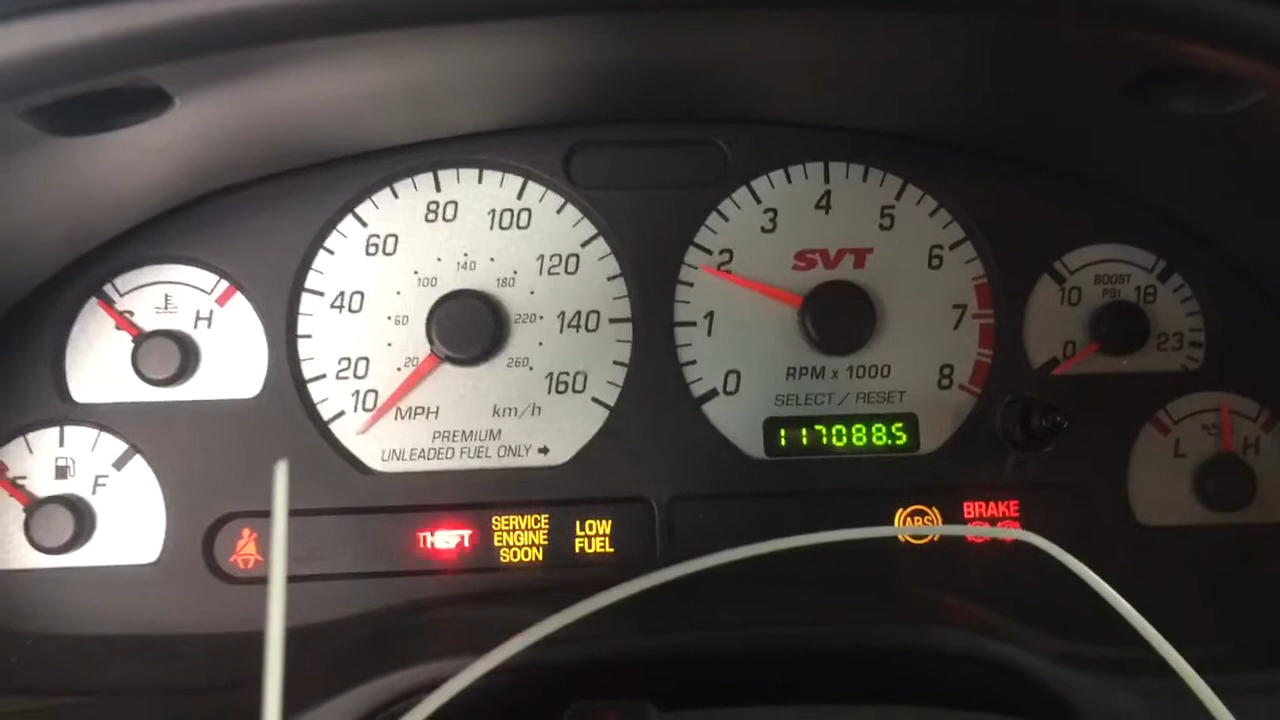 C H
E F
10
20
40
60
80
100
120
140
160
20
60
100
140
180
220
260
MPH km/h
PREMIUM
UNLEADED FUEL ONLY
0
1
2
3
4
5
6
7
8
SVT
RPM x 1000
SELECT / RESET
117088.5
BOOST
PSI
0
10
18
23
L H
THEFT
SERVICE
ENGINE
SOON
LOW
FUEL
ABS
BRAKE